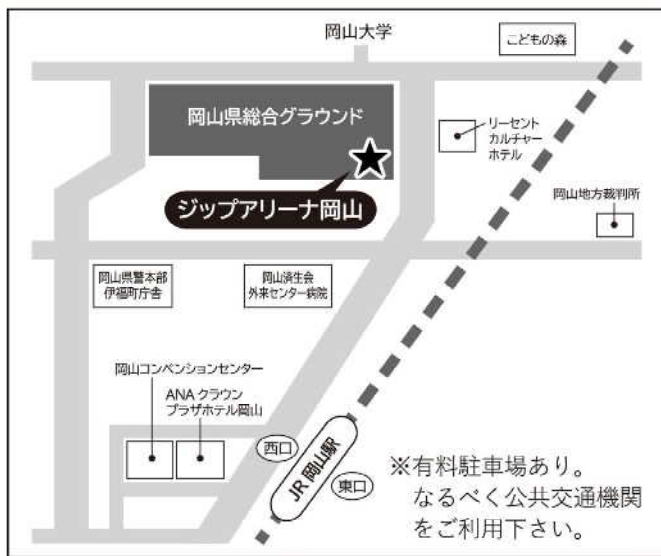 岡山大学
こどもの森
岡山県総合グラウンド
リーセント
カルチャー
ホテル
ジップアリーナ岡山
岡山地方裁判所
岡山県警本部
伊福町庁舎
岡山済生会
外来センター病院
岡山コンベンションセンター
ANAクラウン
プラザホテル岡山
西口
JR 岡山駅
東口
※有料駐車場あり。
なるべく公共交通機関
をご利用下さい。